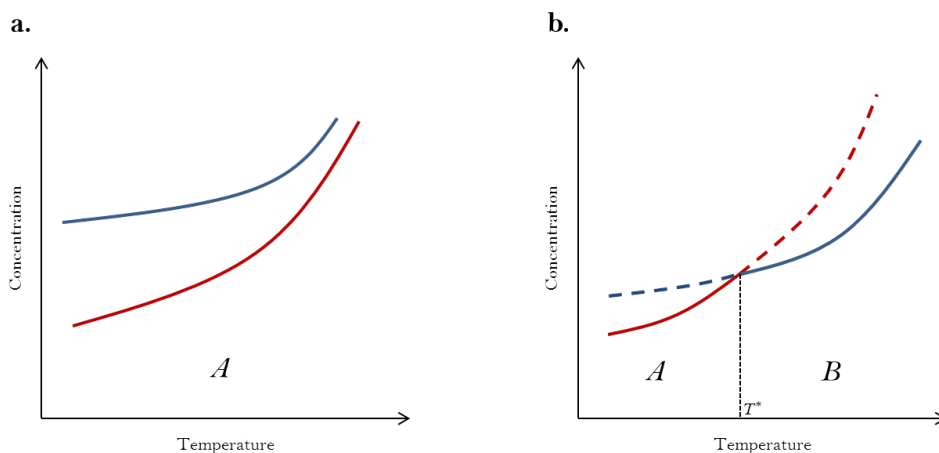 a.
Concentration
A
Temperature
b.
Concentration
A
B
T*
Temperature